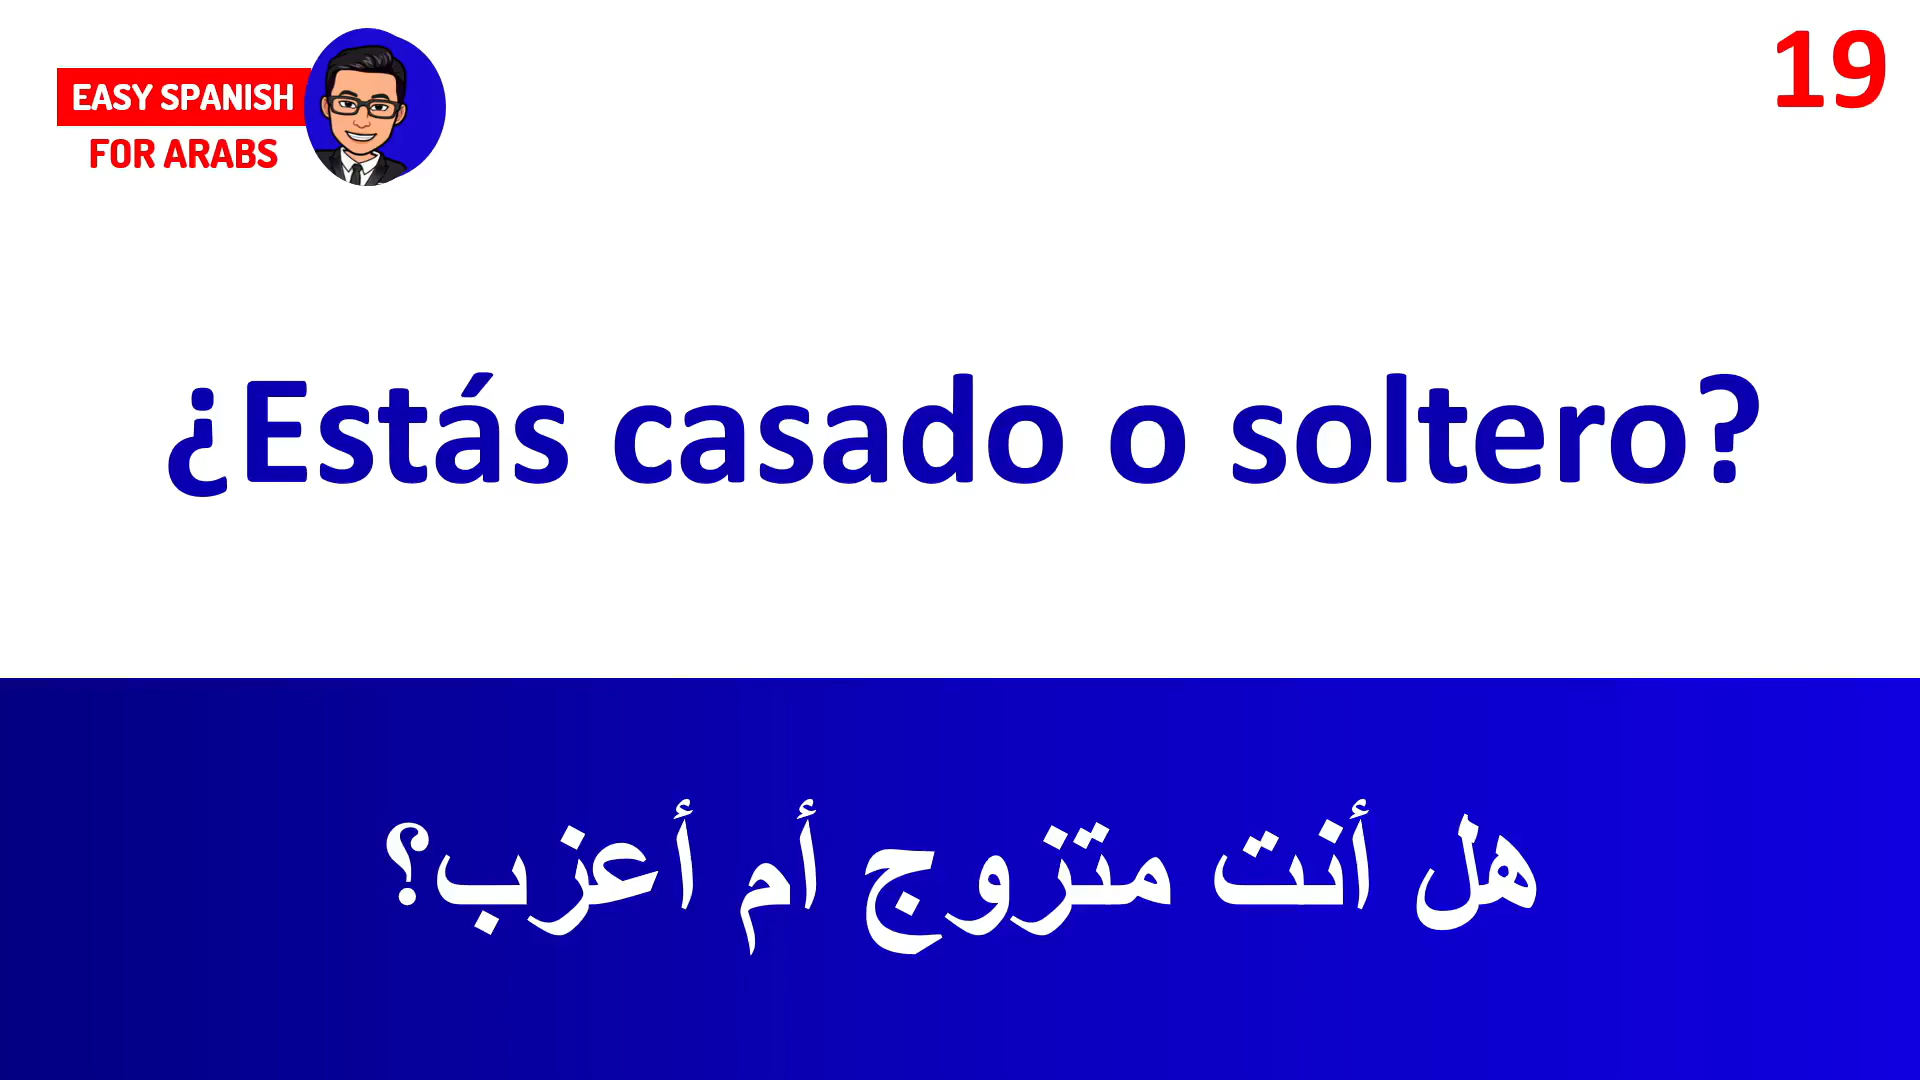 EASY SPANISH
FOR ARABS
19
¿Estás casado o soltero?
هل أنت متزوج أم أعزب؟